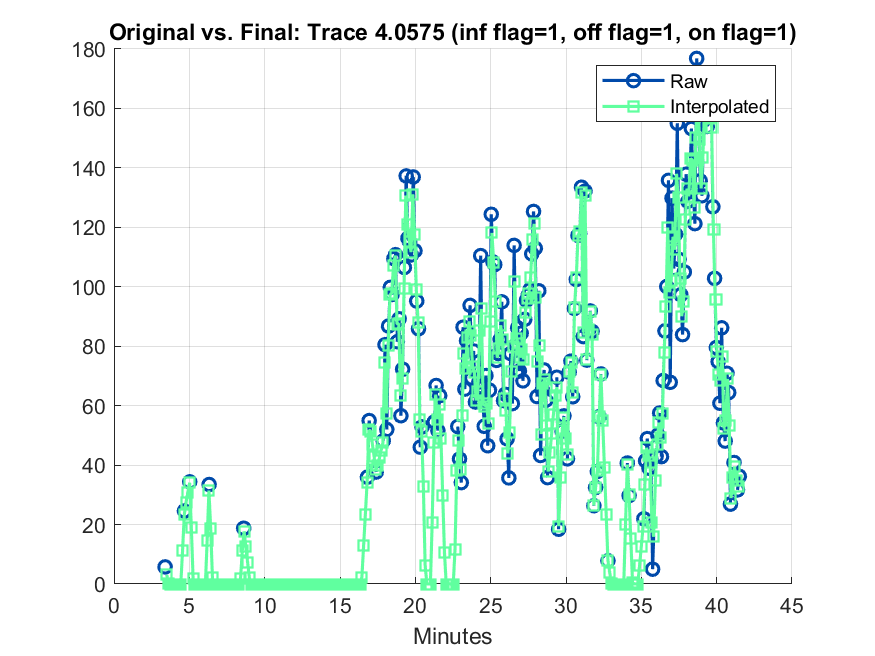 Original vs. Final: Trace 4.0575 (inf flag=1, off flag=1, on flag=1)
180
160
140
120
100
80
60
40
20
0
Raw
Interpolated
0 5 10 15 20 25 30 35 40 45
Minutes